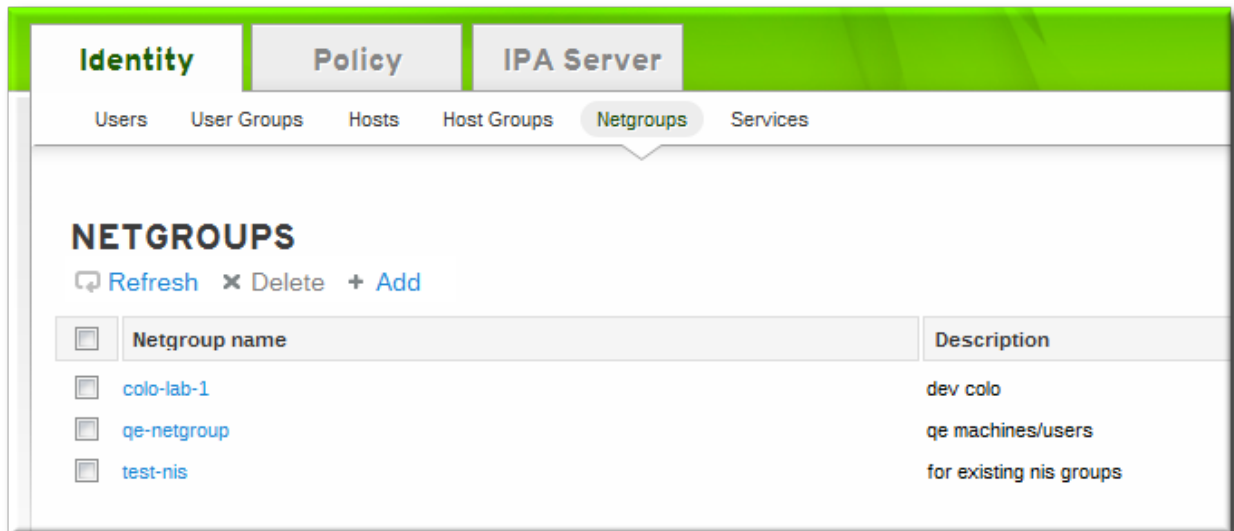 Identity Policy IPA Server
Users User Groups Hosts Host Groups Netgroups Services
NETGROUPS
Refresh Delete + Add
Netgroup name Description
colo-lab-1 dev colo
qe-netgroup qe machines/users
test-nis for existing nis groups